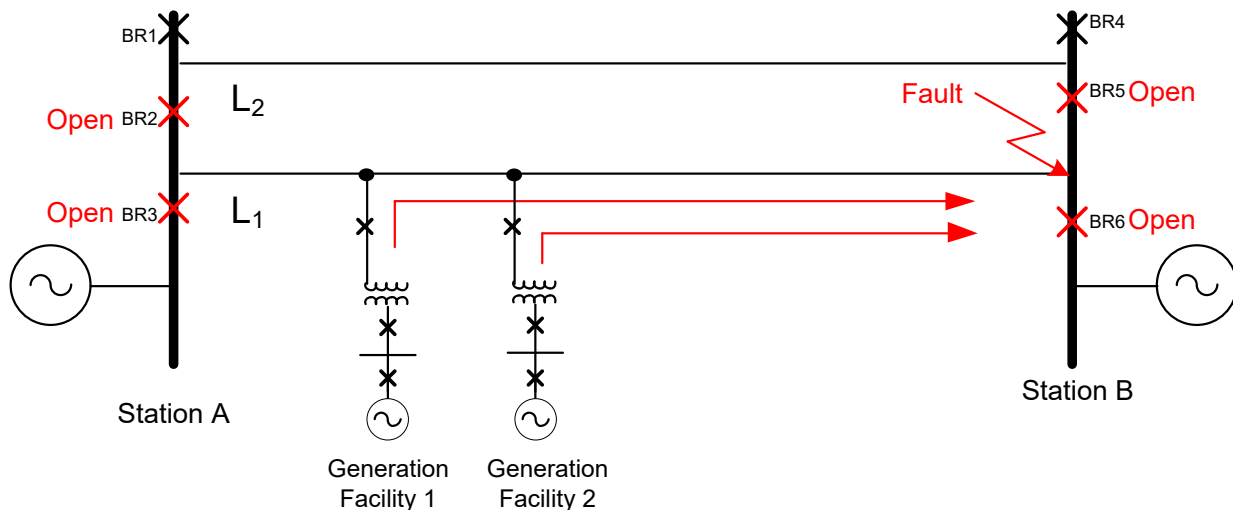 BR1
BR4
L2
Fault
BR5 Open
Open BR2
Open BR3
L1
BR6 Open
Station A
Station B
Generation
Facility 1
Generation
Facility 2